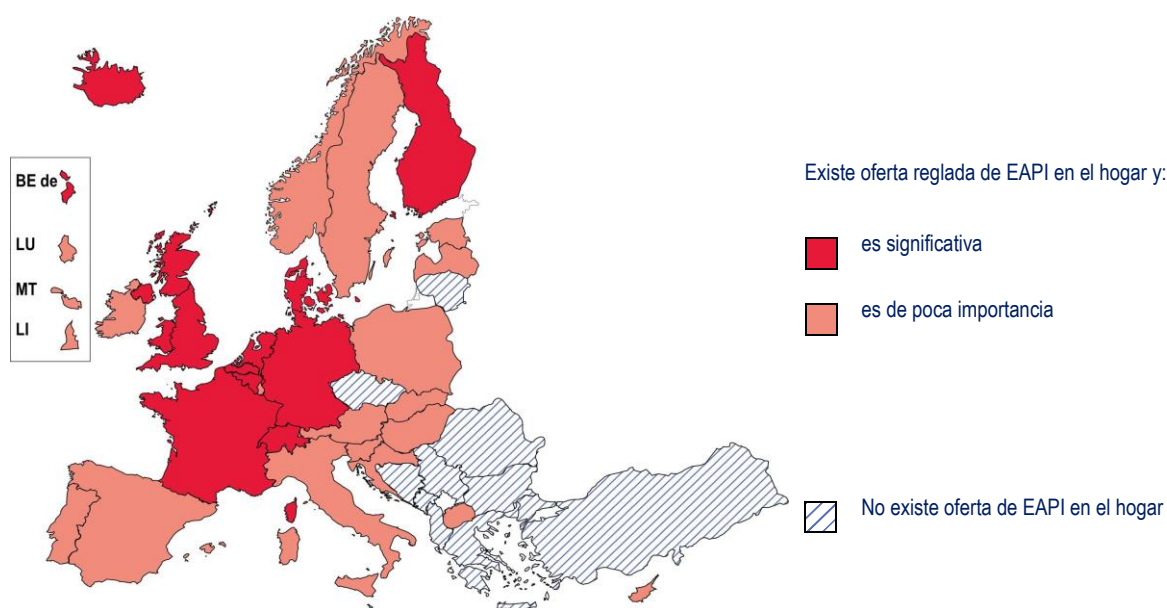 BE de
LU
MT
LI
Existe oferta reglada de EAPI en el hogar y:
es significativa
es de poca importancia
No existe oferta de EAPI en el hogar